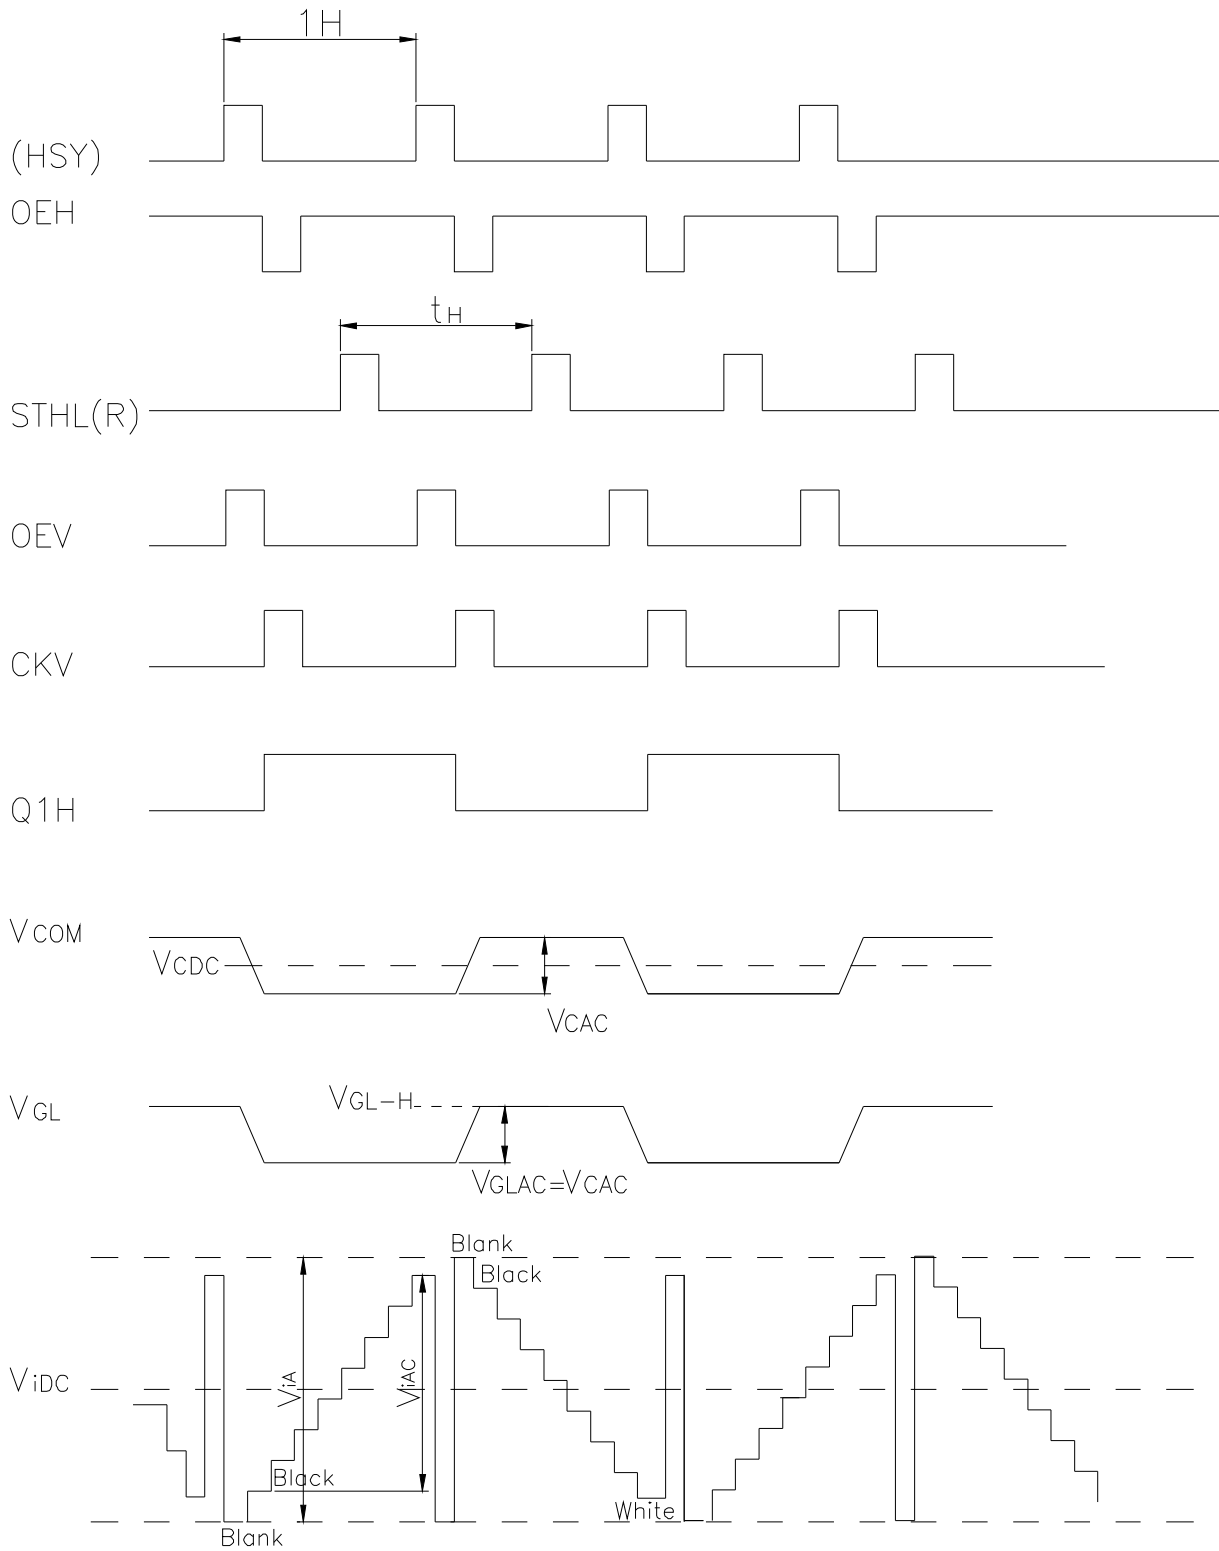 1H
(HSY)
OEH
tH
STHL(R)
OEV
CKV
Q1H
VCOM
VCDC
VCAC
VGL-H
VGL
VGLAC=VCAC
Blank
Black
ViDC
ViA
ViAC
Black
White
Blank